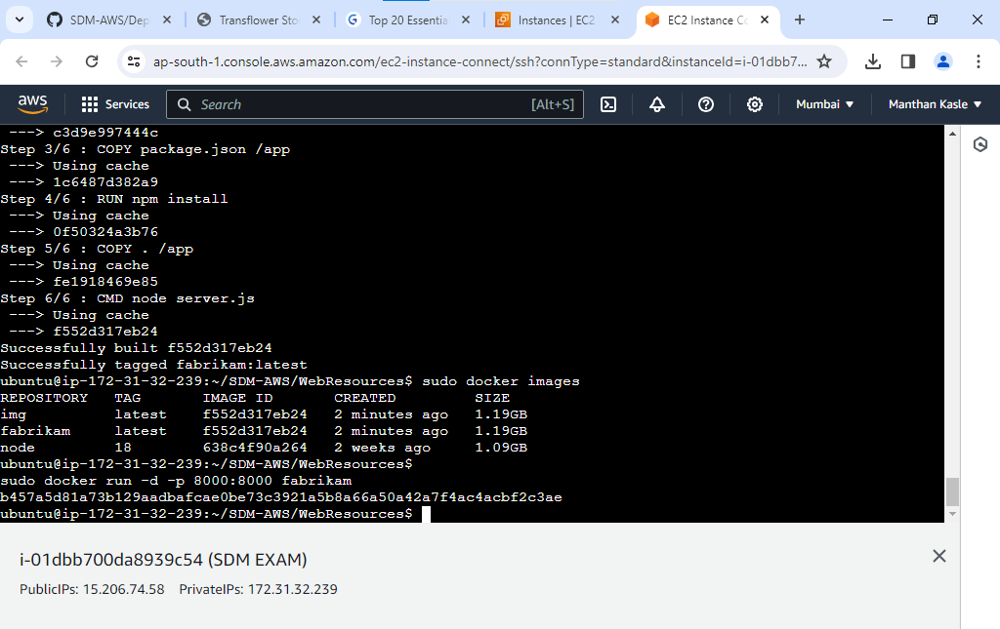 SDM-AWS/Dep
Transflower Sto
Top 20 Essentia
Instances | EC2
EC2 Instance Co
ap-south-1.console.aws.amazon.com/ec2-instance-connect/ssh?connType=standard&instanceId=i-01dbb7...
aws Services Search [Alt+S] Mumbai Manthan Kasle
---> c3d9e997444c
Step 3/6 : COPY package.json /app
---> Using cache
---> 1c6487d382a9
Step 4/6 : RUN npm install
---> Using cache
---> 0f50324a3b76
Step 5/6 : COPY . /app
---> Using cache
---> fe1918469e85
Step 6/6 : CMD node server.js
---> Using cache
---> f552d317eb24
Successfully built f552d317eb24
Successfully tagged fabrikam:latest
ubuntu@ip-172-31-32-239:~/SDM-AWS/WebResources$ sudo docker images
REPOSITORY TAG IMAGE ID CREATED SIZE
img latest f552d317eb24 2 minutes ago 1.19GB
fabrikam latest f552d317eb24 2 minutes ago 1.19GB
node 18 638c4f90a264 2 weeks ago 1.09GB
ubuntu@ip-172-31-32-239:~/SDM-AWS/WebResources$
sudo docker run -d -p 8000:8000 fabrikam
b457a5d81a73b129aadbafcae0be73c3921a5b8a66a50a42a7f4ac4acbf2c3ae
ubuntu@ip-172-31-32-239:~/SDM-AWS/WebResources$
i-01dbb700da8939c54 (SDM EXAM)
PublicIPs: 15.206.74.58 PrivateIPs: 172.31.32.239